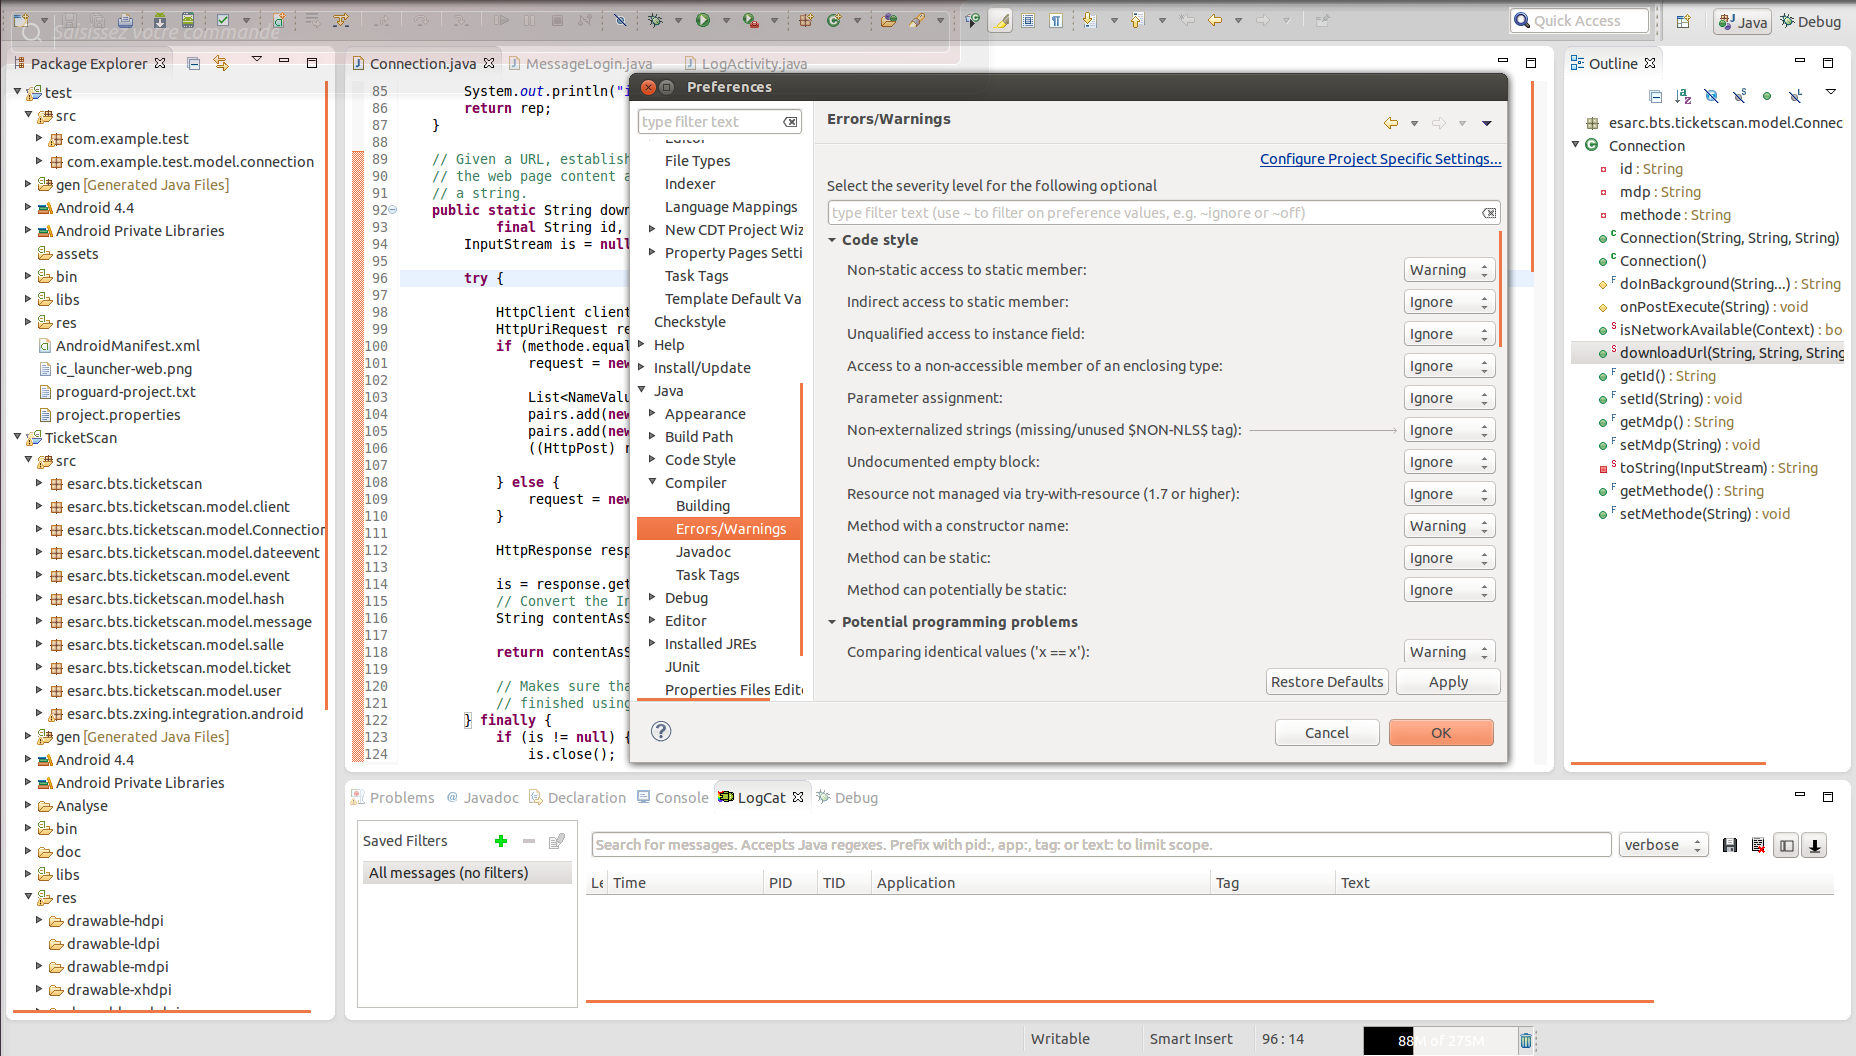 Saisissez votre commande
Quick Access
Java
Debug
Package Explorer
test
src
com.example.test
com.example.test.model.connection
gen [Generated Java Files]
Android 4.4
Android Private Libraries
assets
bin
libs
res
AndroidManifest.xml
ic_launcher-web.png
proguard-project.txt
project.properties
TicketScan
src
esarc.bts.ticketscan
esarc.bts.ticketscan.model.client
esarc.bts.ticketscan.model.Connection
esarc.bts.ticketscan.model.dateevent
esarc.bts.ticketscan.model.event
esarc.bts.ticketscan.model.hash
esarc.bts.ticketscan.model.message
esarc.bts.ticketscan.model.salle
esarc.bts.ticketscan.model.ticket
esarc.bts.ticketscan.model.user
esarc.bts.zxing.integration.android
gen [Generated Java Files]
Android 4.4
Android Private Libraries
Analyse
bin
doc
libs
res
drawable-hdpi
drawable-ldpi
drawable-mdpi
drawable-xhdpi
Connection.java
MessageLogin.java
LogActivity.java
85 System.out.println("i
86 return rep;
87 }
88
89 // Given a URL, establish
90 // the web page content a
91 // a string.
92 public static String down
93 final String id,
94 InputStream is = null
95
96 try {
97
98 HttpClient client
99 HttpUriRequest re
100 if (methode.equal
101 request = new
102
103 List<NameValu
104 pairs.add(new
105 pairs.add(new
106 ((HttpPost) r
107
108 } else {
109 request = new
110 }
111
112 HttpResponse resp
113
114 is = response.get
115 // Convert the In
116 String contentAsS
117
118 return contentAsS
119
120 // Makes sure tha
121 // finished using
122 } finally {
123 if (is != null) {
124 is.close();
Preferences
type filter text
Editor
File Types
Indexer
Language Mappings
New CDT Project Wiz
Property Pages Setti
Task Tags
Template Default Va
Checkstyle
Help
Install/Update
Java
Appearance
Build Path
Code Style
Compiler
Building
Errors/Warnings
Javadoc
Task Tags
Debug
Editor
Installed JREs
JUnit
Properties Files Edito
Errors/Warnings
Configure Project Specific Settings...
Select the severity level for the following optional
type filter text (use ~ to filter on preference values, e.g. ~ignore or ~off)
Code style
Non-static access to static member: Warning
Indirect access to static member: Ignore
Unqualified access to instance field: Ignore
Access to a non-accessible member of an enclosing type: Ignore
Parameter assignment: Ignore
Non-externalized strings (missing/unused $NON-NLS$ tag): Ignore
Undocumented empty block: Ignore
Resource not managed via try-with-resource (1.7 or higher): Ignore
Method with a constructor name: Warning
Method can be static: Ignore
Method can potentially be static: Ignore
Potential programming problems
Comparing identical values ('x == x'): Warning
Restore Defaults
Apply
Cancel
OK
Outline
esarc.bts.ticketscan.model.Connec
Connection
id : String
mdp : String
methode : String
Connection(String, String, String)
Connection()
doInBackground(String...) : String
onPostExecute(String) : void
isNetworkAvailable(Context) : boo
downloadUrl(String, String, String
getId() : String
setId(String) : void
getMdp() : String
setMdp(String) : void
toString(InputStream) : String
getMethode() : String
setMethode(String) : void
Problems
Javadoc
Declaration
Console
LogCat
Debug
Saved Filters
All messages (no filters)
Search for messages. Accepts Java regexes. Prefix with pid:, app:, tag: or text: to limit scope.
verbose
Le Time PID TID Application Tag Text
Writable
Smart Insert
96 : 14
88M of 275M